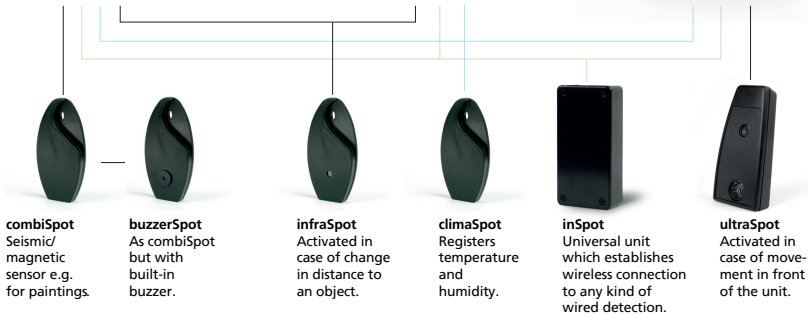 combiSpot
Seismic/
magnetic
sensor e.g.
for paintings.
buzzerSpot
As combiSpot
but with
built-in
buzzer.
infraSpot
Activated in
case of change
in distance to
an object.
climaSpot
Registers
temperature
and
humidity.
inSpot
Universal unit
which establishes
wireless connection
to any kind of
wired detection.
ultraSpot
Activated in
case of move-
ment in front
of the unit.